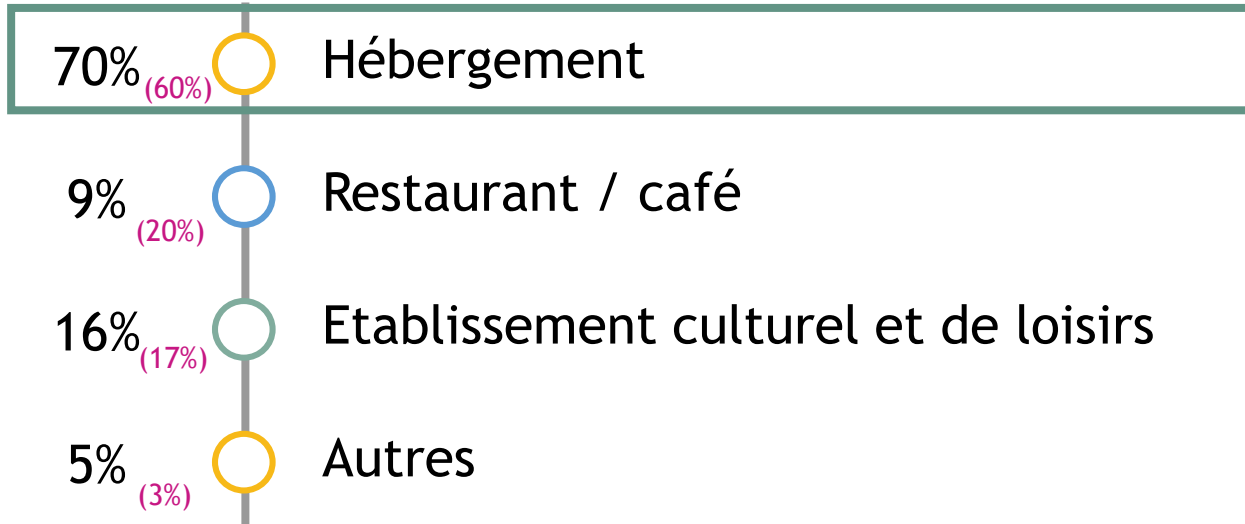 70% (60%) Hébergement
9% (20%) Restaurant / café
16% (17%) Etablissement culturel et de loisirs
5% (3%) Autres